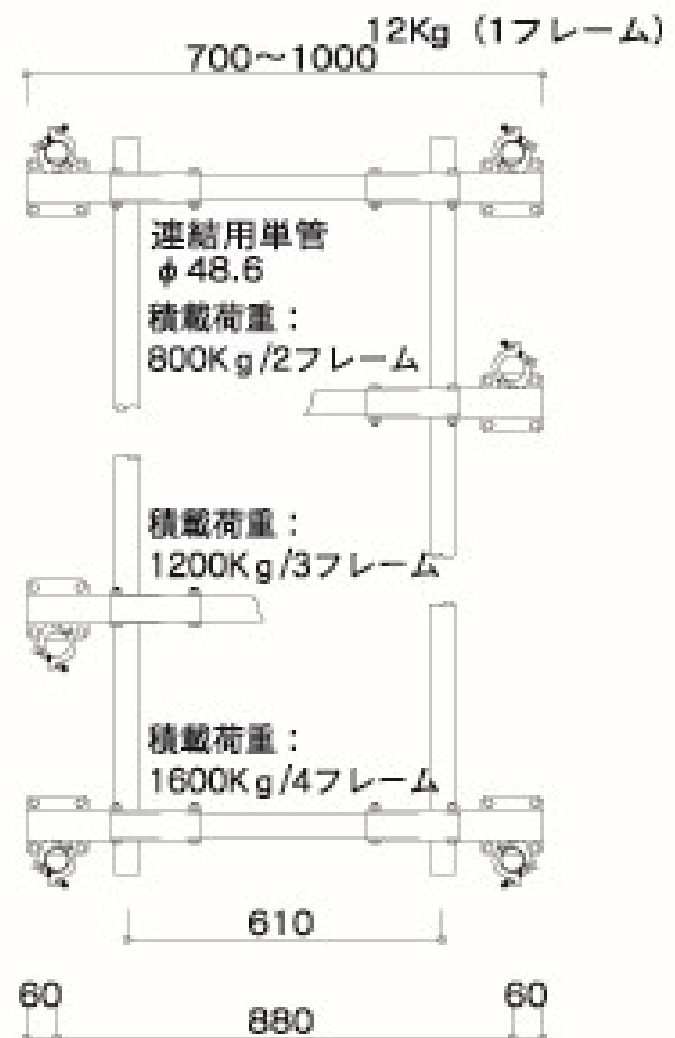 12Kg（1フレーム）
700〜1000
連結用単管
φ48.6
積載荷重：
800Kg/2フレーム
積載荷重：
1200Kg/3フレーム
積載荷重：
1600Kg/4フレーム
610
60 60
880